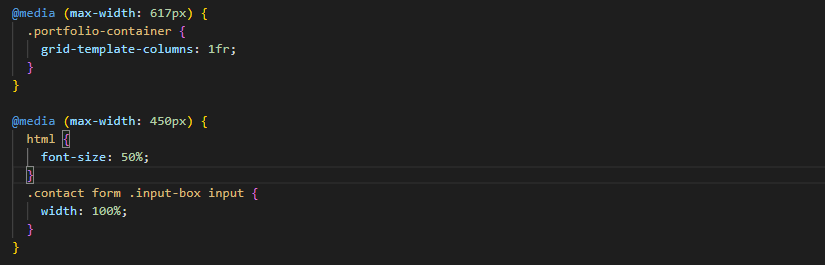 @media (max-width: 617px) {
  .portfolio-container {
    grid-template-columns: 1fr;
  }
}

@media (max-width: 450px) {
  html {
    font-size: 50%;
  }
  .contact form .input-box input {
    width: 100%;
  }
}